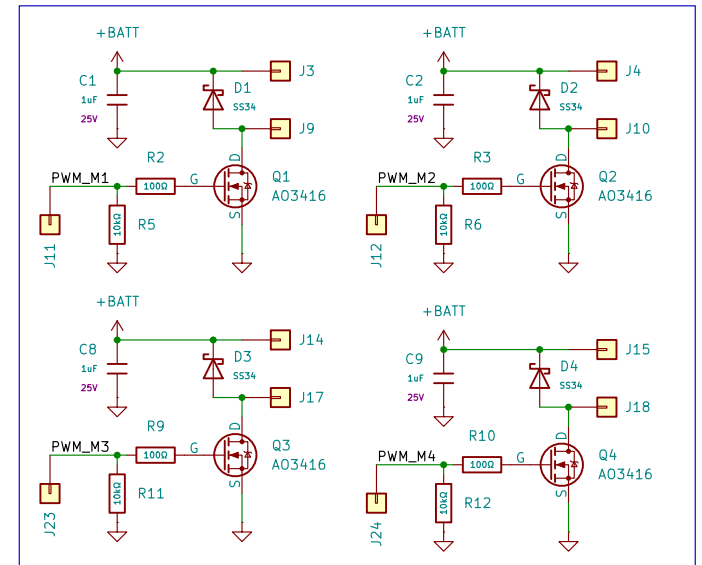 +BATT
C1
1uF
25V
D1
SS34
J3
J9
R2
100Ω
PWM_M1
G
D
S
Q1
AO3416
10kΩ
R5
J11
+BATT
C2
1uF
25V
D2
SS34
J4
J10
R3
100Ω
PWM_M2
G
D
S
Q2
AO3416
10kΩ
R6
J12
+BATT
C8
1uF
25V
D3
SS34
J14
J17
R9
100Ω
PWM_M3
G
D
S
Q3
AO3416
10kΩ
R11
J23
+BATT
C9
1uF
25V
D4
SS34
J15
J18
R10
100Ω
PWM_M4
G
D
S
Q4
AO3416
10kΩ
R12
J24